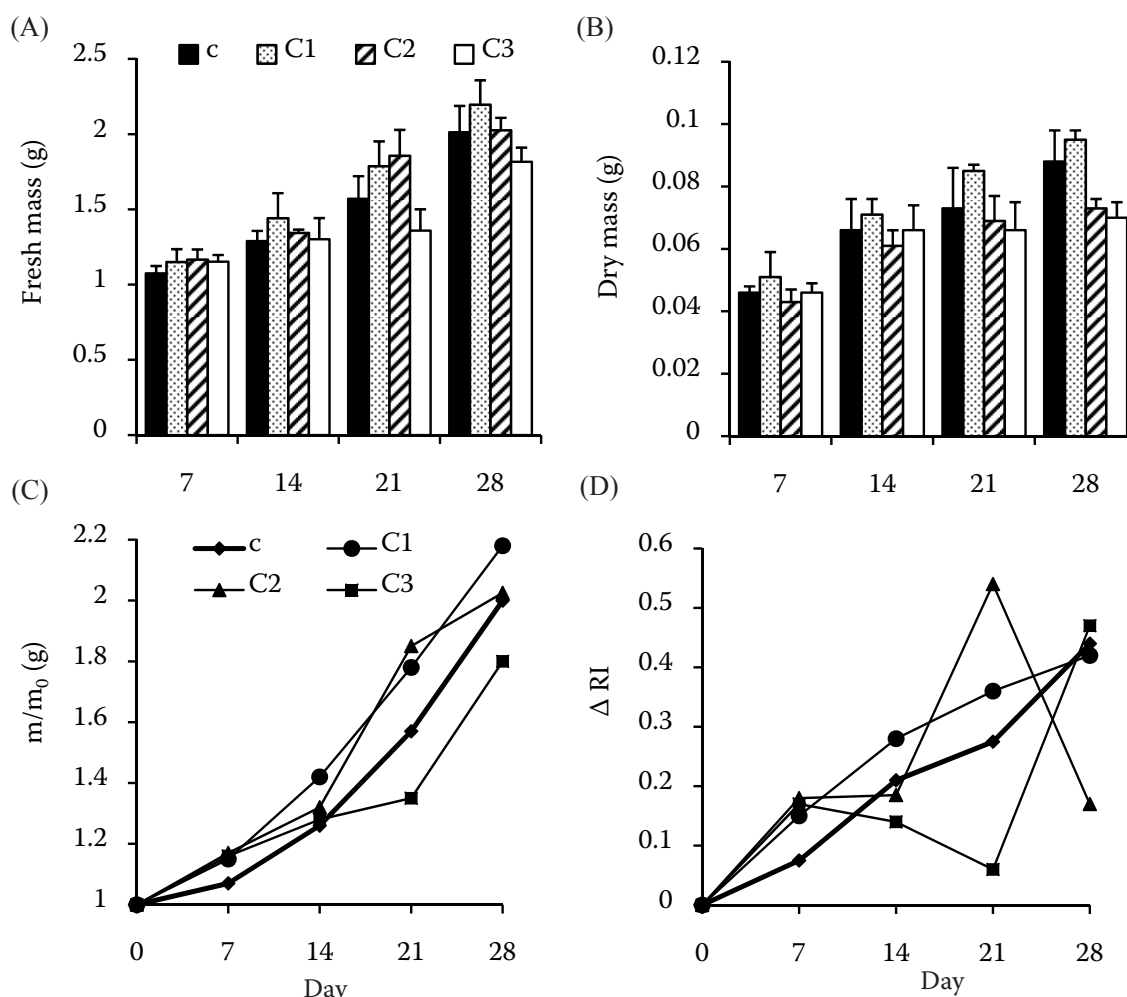 (A)
c C1 C2 C3
Fresh mass (g)
2.5
2
1.5
1
0.5
0
7 14 21 28
(B)
Dry mass (g)
0.12
0.1
0.08
0.06
0.04
0.02
0
7 14 21 28
(C)
c C1
C2 C3
m/m₀ (g)
2.2
2
1.8
1.6
1.4
1.2
1
0 7 14 21 28
Day
(D)
Δ RI
0.6
0.5
0.4
0.3
0.2
0.1
0
0 7 14 21 28
Day